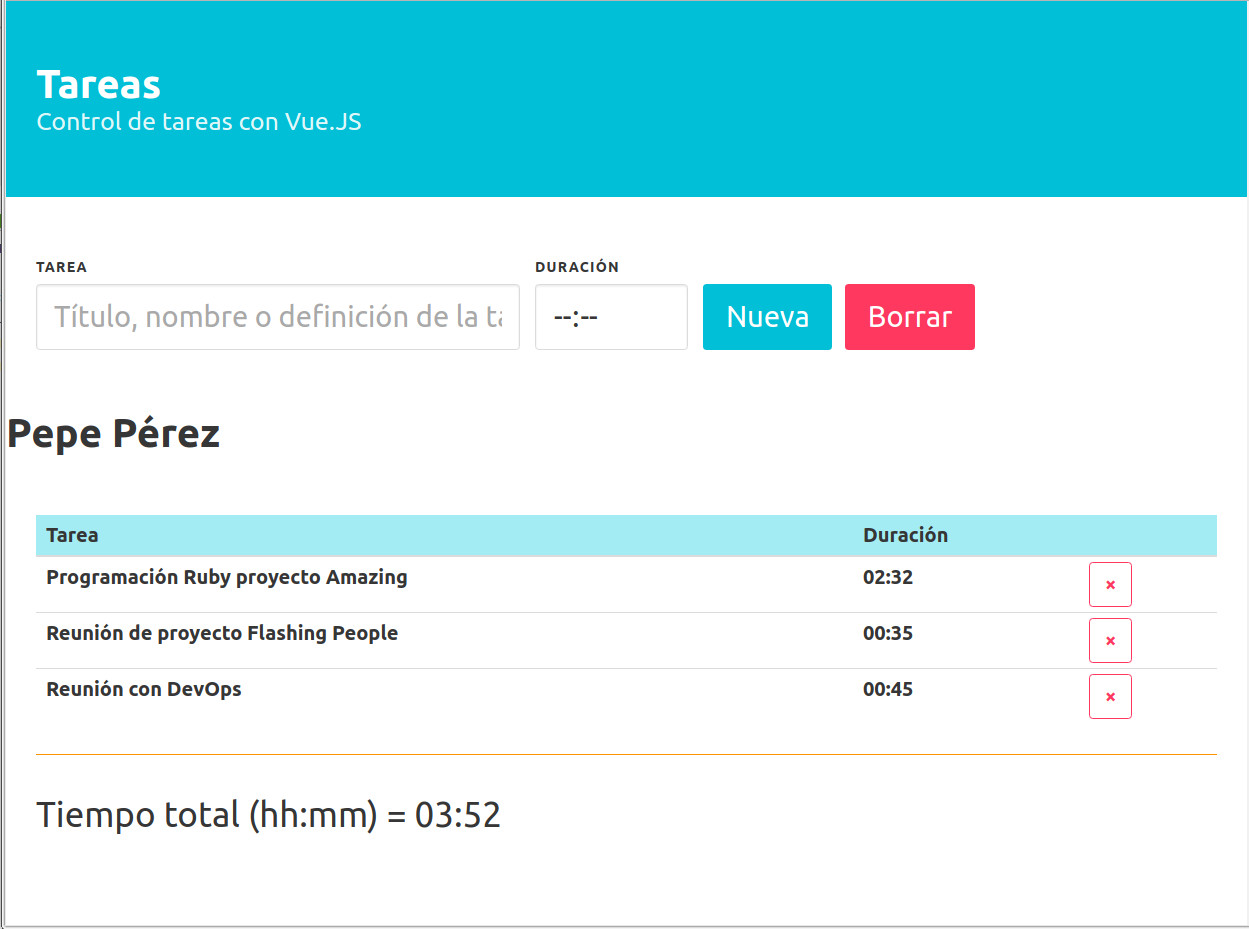 Tareas
Control de tareas con Vue.JS
TAREA DURACIÓN
Título, nombre o definición de la ta --:-- Nueva Borrar
Pepe Pérez
Tarea Duración
Programación Ruby proyecto Amazing 02:32 ×
Reunión de proyecto Flashing People 00:35 ×
Reunión con DevOps 00:45 ×
Tiempo total (hh:mm) = 03:52